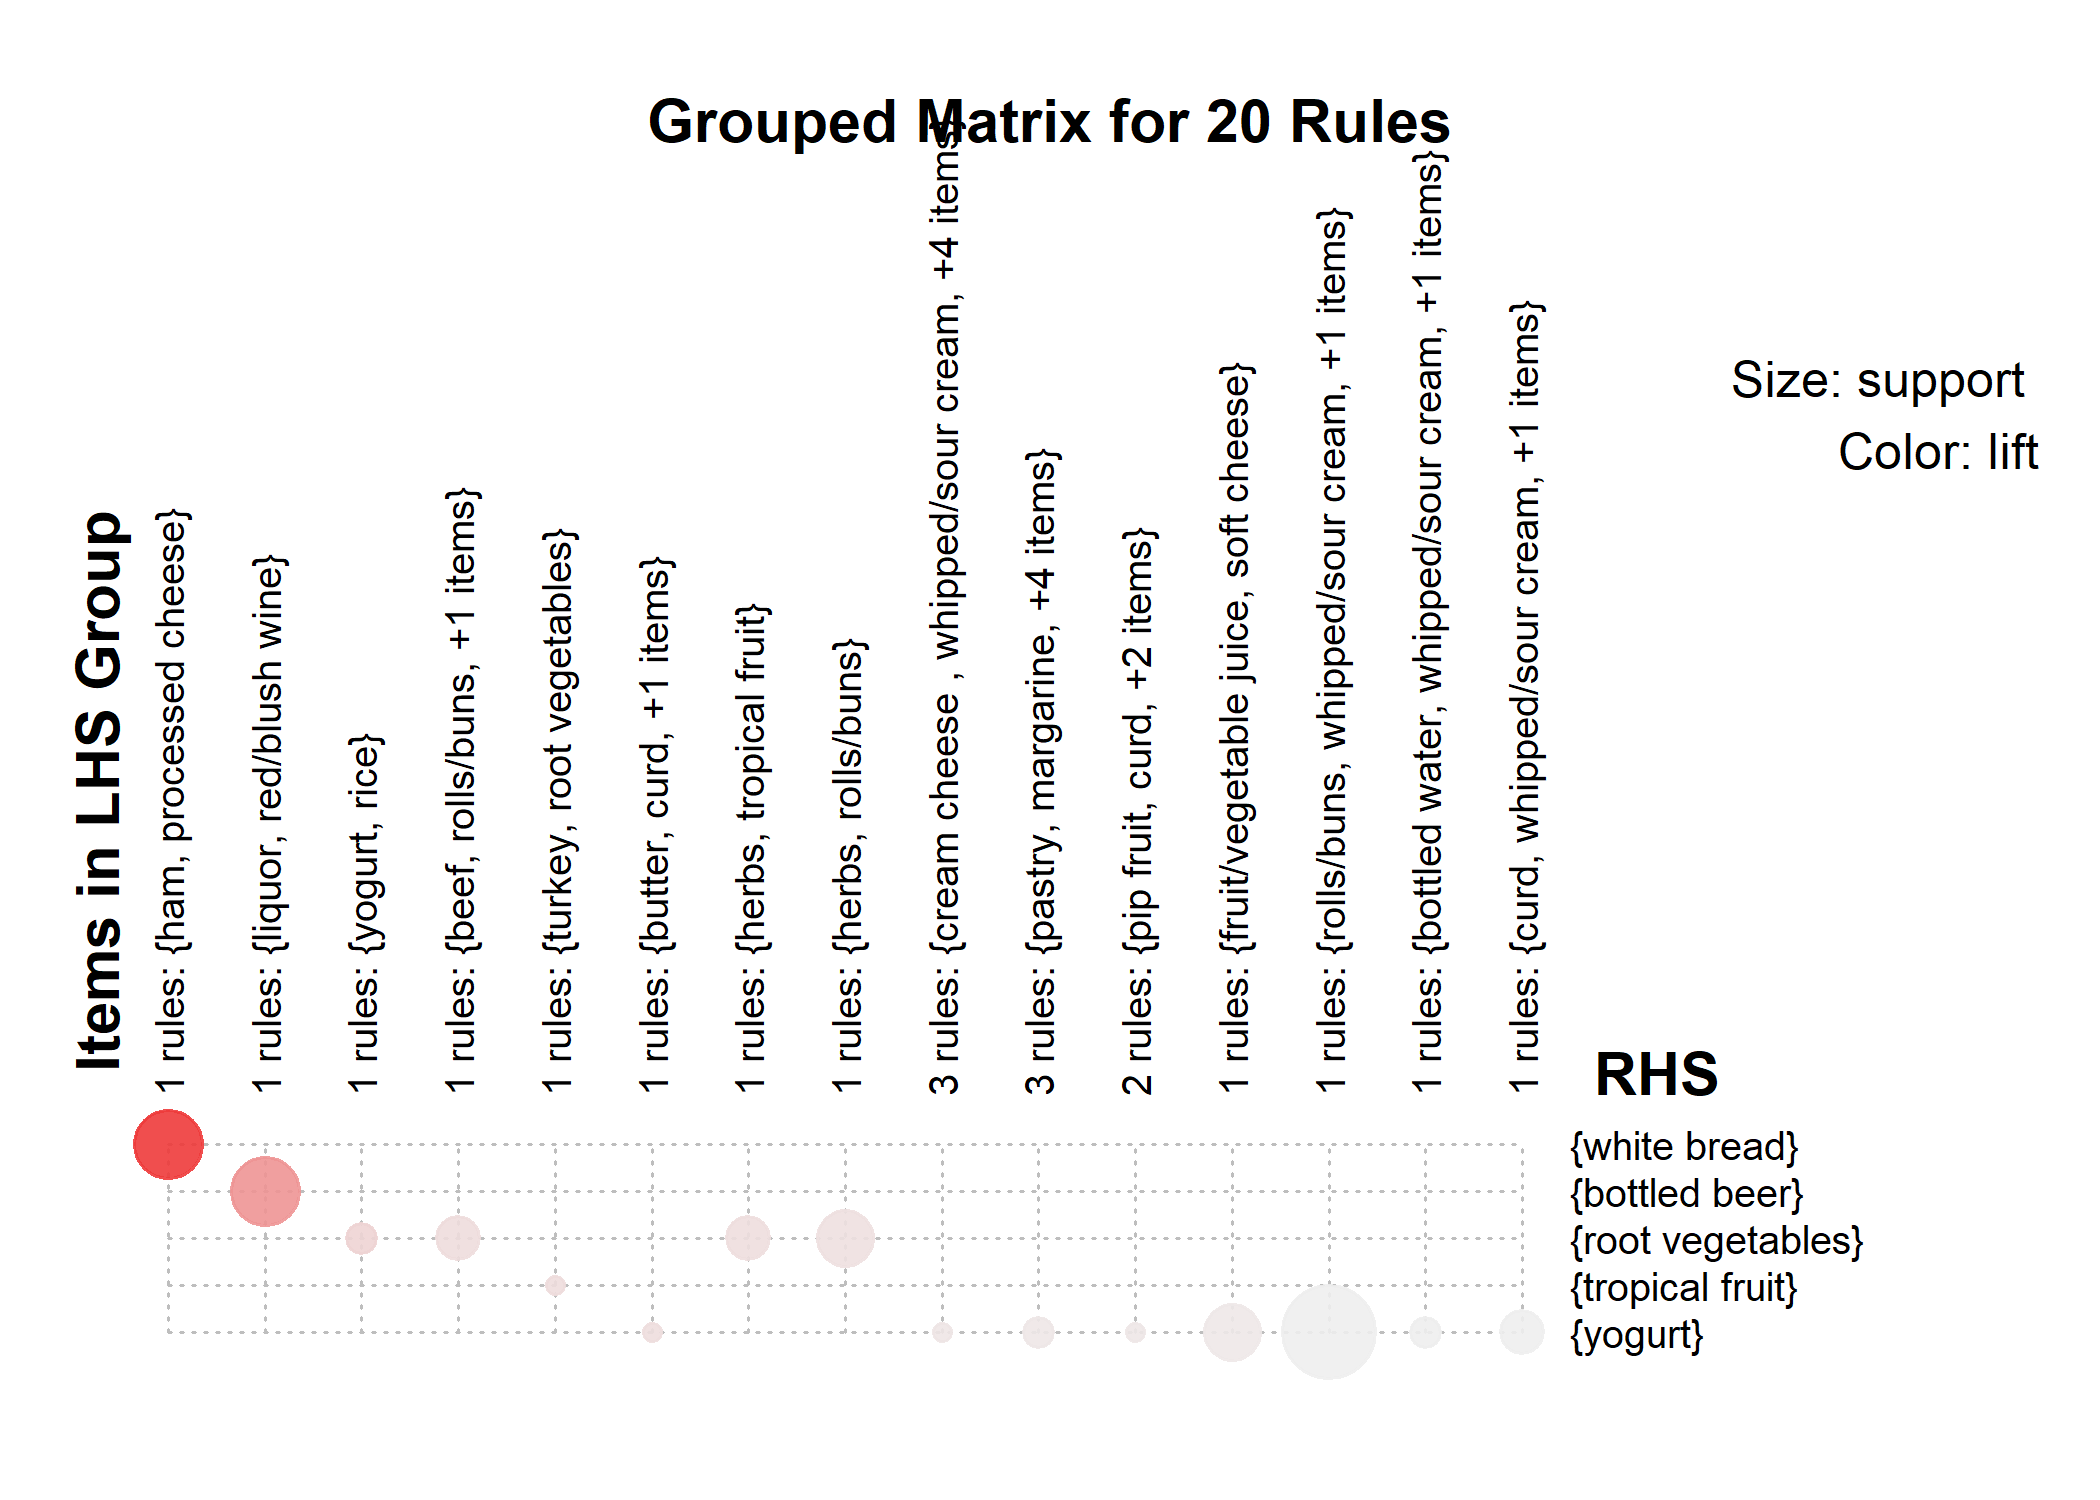 Grouped Matrix for 20 Rules
Size: support
Color: lift
Items in LHS Group
1 rules: {ham, processed cheese}
1 rules: {liquor, red/blush wine}
1 rules: {yogurt, rice}
1 rules: {beef, rolls/buns, +1 items}
1 rules: {turkey, root vegetables}
1 rules: {butter, curd, +1 items}
1 rules: {herbs, tropical fruit}
1 rules: {herbs, rolls/buns}
3 rules: {cream cheese , whipped/sour cream, +4 items}
3 rules: {pastry, margarine, +4 items}
2 rules: {pip fruit, curd, +2 items}
1 rules: {fruit/vegetable juice, soft cheese}
1 rules: {rolls/buns, whipped/sour cream, +1 items}
1 rules: {bottled water, whipped/sour cream, +1 items}
1 rules: {curd, whipped/sour cream, +1 items}
RHS
{white bread}
{bottled beer}
{root vegetables}
{tropical fruit}
{yogurt}